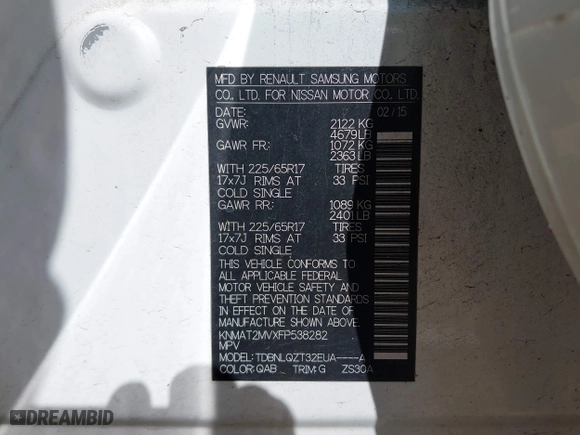 MFD BY RENAULT SAMSUNG MOTORS
CO., LTD. FOR NISSAN MOTOR CO., LTD.
DATE: 02/15
GVWR: 2122 KG
4679LB
GAWR FR: 1072 KG
2363 LB
WITH 225/65R17 TIRES
17x7J RIMS AT 33 PSI
COLD SINGLE
GAWR RR: 1089 KG
2401 LB
WITH 225/65R17 TIRES
17x7J RIMS AT 33 PSI
COLD SINGLE
THIS VEHICLE CONFORMS TO
ALL APPLICABLE FEDERAL
MOTOR VEHICLE SAFETY AND
THEFT PREVENTION STANDARDS
IN EFFECT ON THE DATE OF
MANUFACTURE SHOWN ABOVE.
KNMAT2MVXFP538282
MPV
MODEL: TDBNLQZT32EUA----A
COLOR: QAB TRIM:G ZS30A
DREAMBID